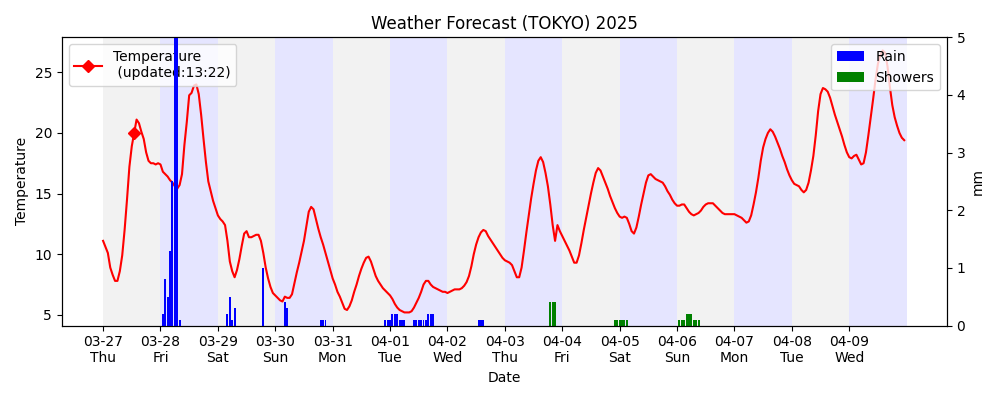 Weather Forecast (TOKYO) 2025
Temperature
(updated:13:22)
Rain
Showers
Temperature
25
20
15
10
5
mm
5
4
3
2
1
0
03-27 03-28 03-29 03-30 03-31 04-01 04-02 04-03 04-04 04-05 04-06 04-07 04-08 04-09
Thu Fri Sat Sun Mon Tue Wed Thu Fri Sat Sun Mon Tue Wed
Date